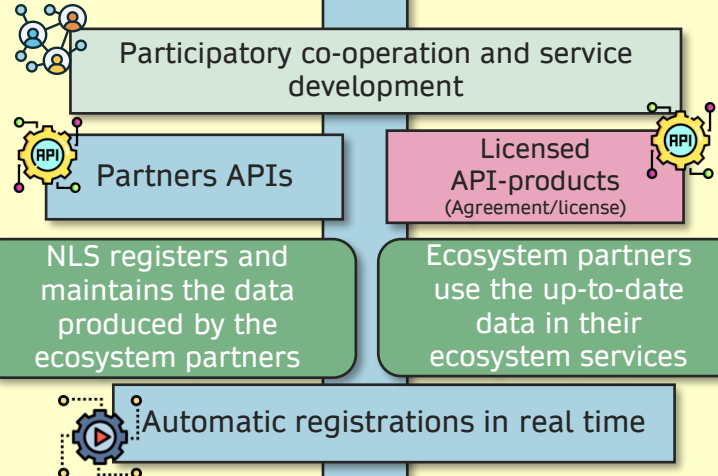 Participatory co-operation and service
development
API
API
Partners APIs
Licensed
API-products
(Agreement/license)
NLS registers and
maintains the data
produced by the
ecosystem partners
Ecosystem partners
use the up-to-date
data in their
ecosystem services
Automatic registrations in real time